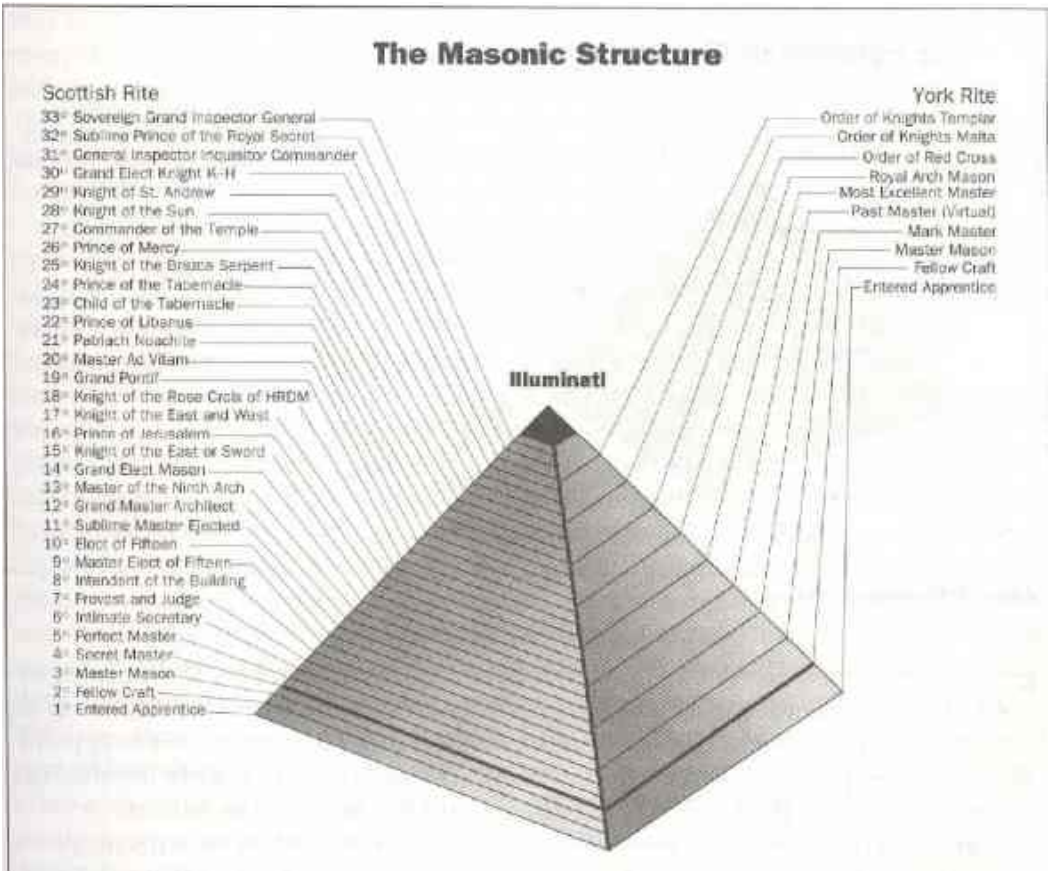 The Masonic Structure
Scottish Rite
33° Sovereign Grand Inspector General
32° Sublime Prince of the Royal Secret
31° General Inspector Inquisitor Commander
30° Grand Elect Knight K-H
29° Knight of St. Andrew
28° Knight of the Sun
27° Commander of the Temple
26° Prince of Mercy
25° Knight of the Brazca Serpent
24° Prince of the Tabernacle
23° Child of the Tabernacle
22° Prince of Libanus
21° Patriach Noachite
20° Master Ad Vitam
19° Grand Pontif
18° Knight of the Rose Croix of HRDM
17° Knight of the East and West
16° Prince of Jerusalem
15° Knight of the East or Sword
14° Grand Elect Mason
13° Master of the Ninth Arch
12° Grand Master Architect
11° Sublime Master Ejected
10° Elect of Fifteen
9° Master Elect of Fifteen
8° Intendent of the Building
7° Provost and Judge
6° Intimate Secretary
5° Perfect Master
4° Secret Master
3° Master Mason
2° Fellow Craft
1° Entered Apprentice
York Rite
Order of Knights Templar
Order of Knights Malta
Order of Red Cross
Royal Arch Mason
Most Excellent Master
Past Master (Virtual)
Mark Master
Master Mason
Fellow Craft
Entered Apprentice
Illuminati